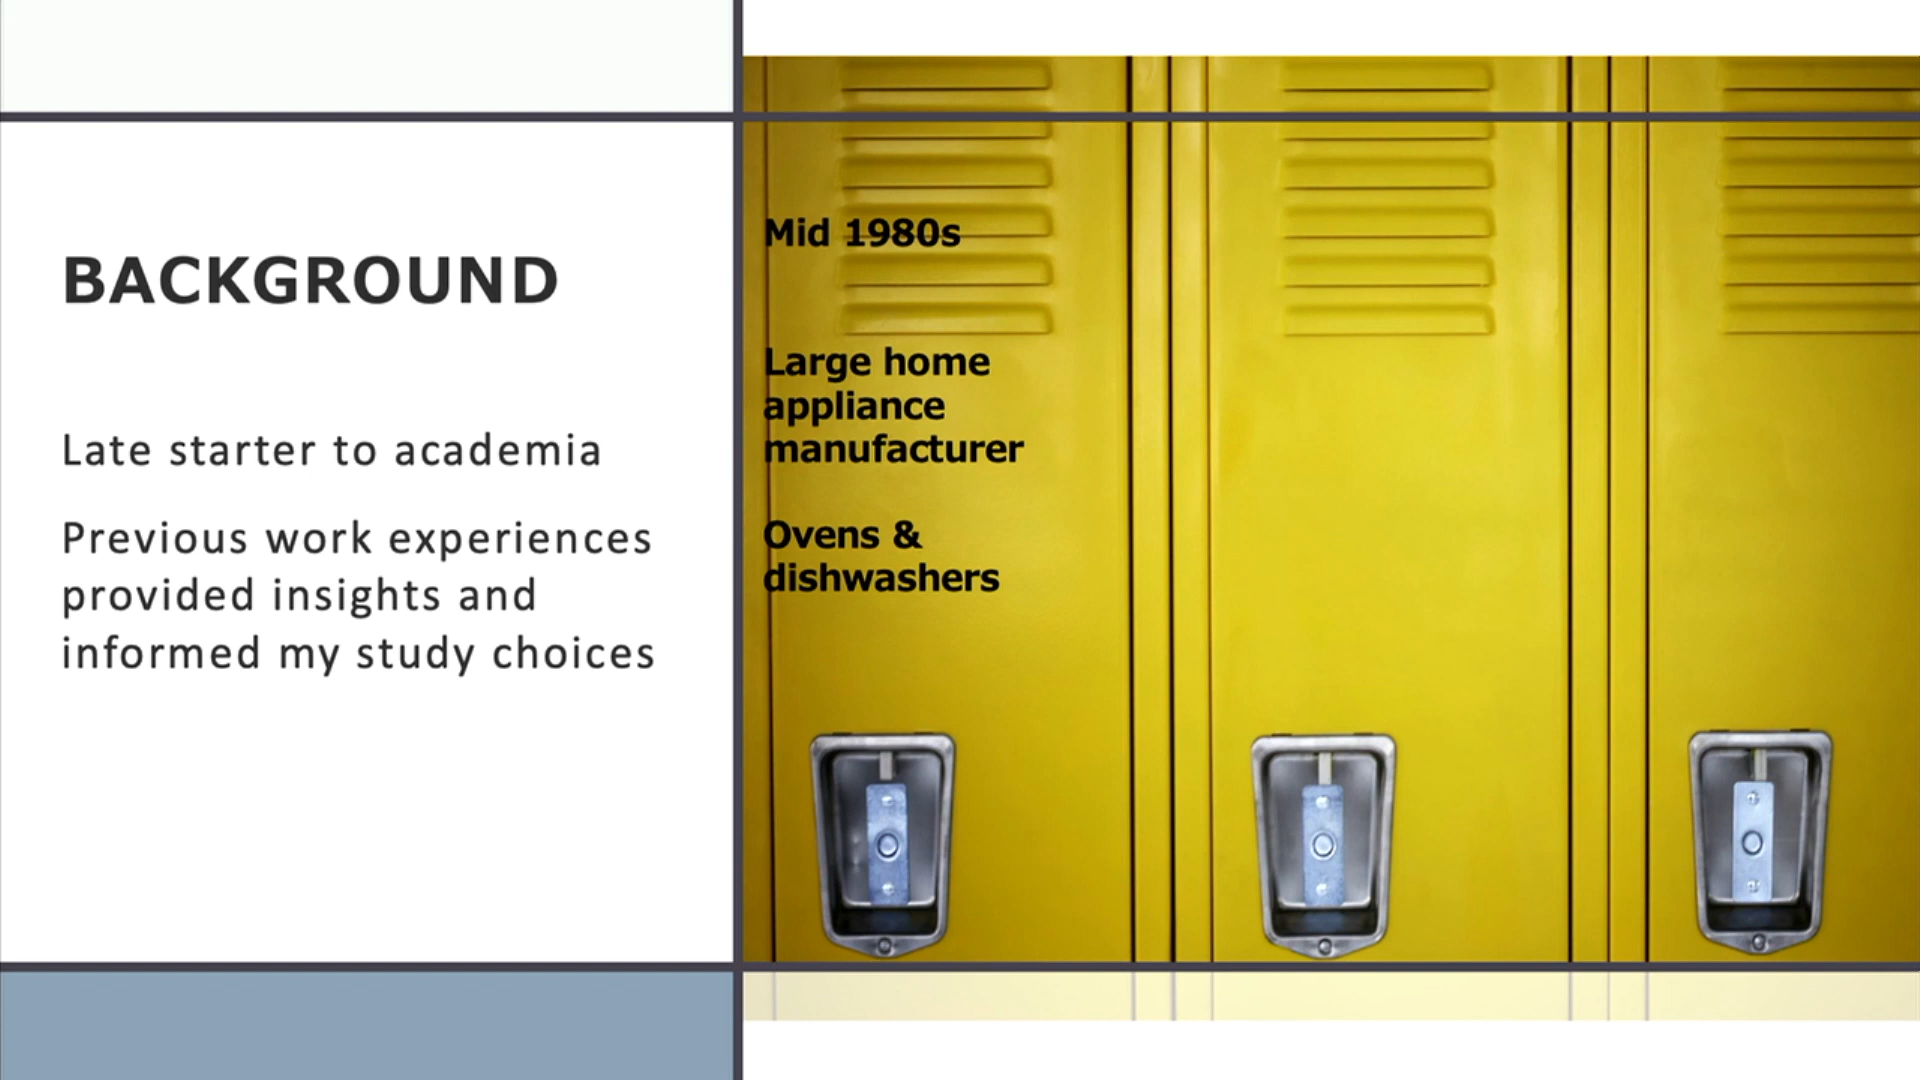 BACKGROUND
Late starter to academia
Previous work experiences
provided insights and
informed my study choices
Mid 1980s
Large home
appliance
manufacturer
Ovens &
dishwashers